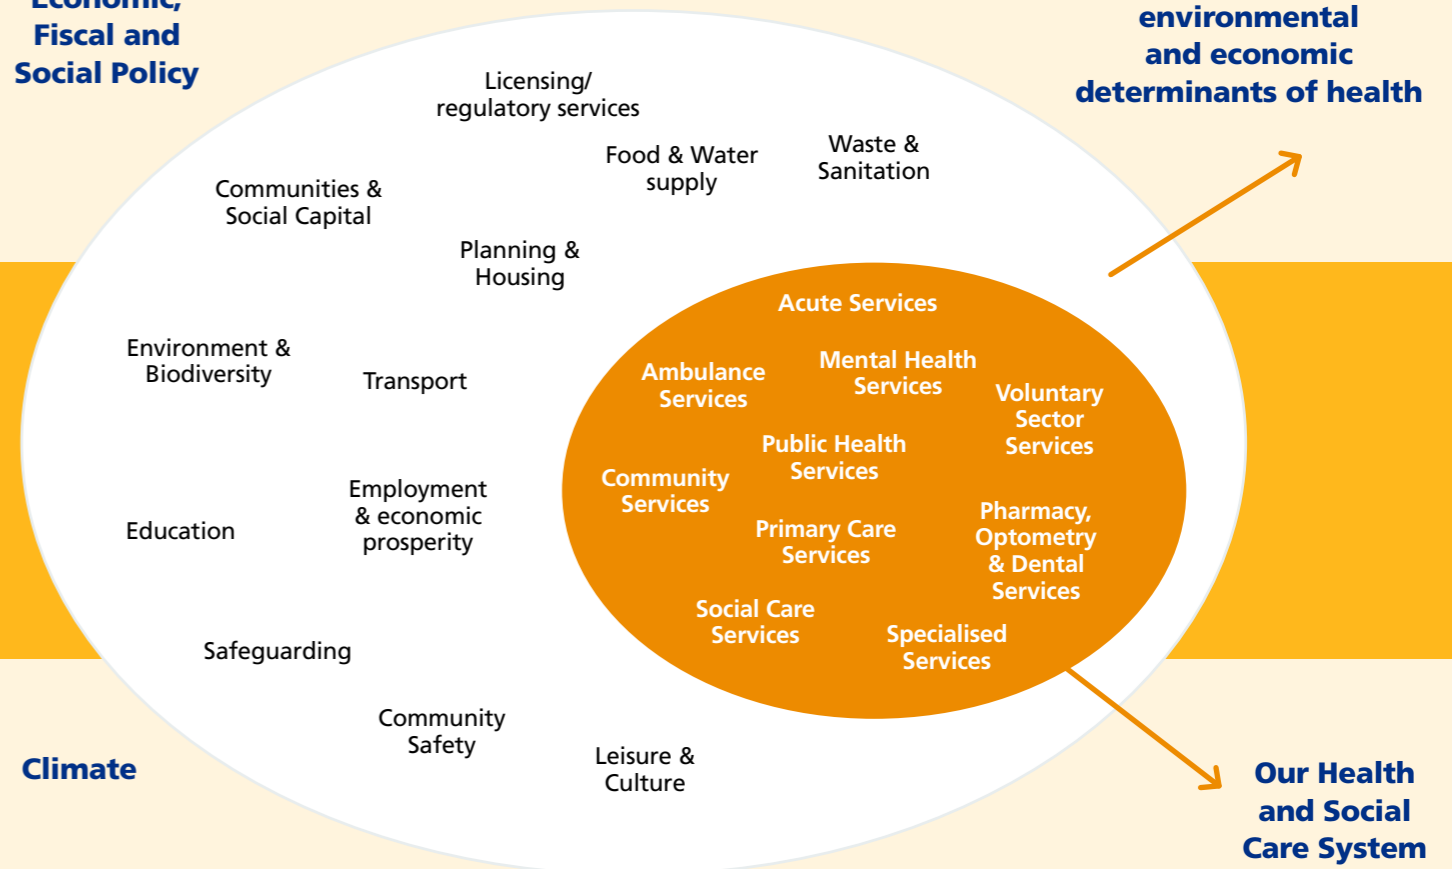 Economic,
Fiscal and
Social Policy
environmental
and economic
determinants of health
Licensing/
regulatory services
Food & Water
supply
Waste &
Sanitation
Communities &
Social Capital
Planning &
Housing
Environment &
Biodiversity
Transport
Education
Employment
& economic
prosperity
Safeguarding
Community
Safety
Leisure &
Culture
Acute Services
Ambulance
Services
Mental Health
Services
Voluntary
Sector
Services
Public Health
Services
Community
Services
Primary Care
Services
Pharmacy,
Optometry
& Dental
Services
Social Care
Services
Specialised
Services
Climate
Our Health
and Social
Care System